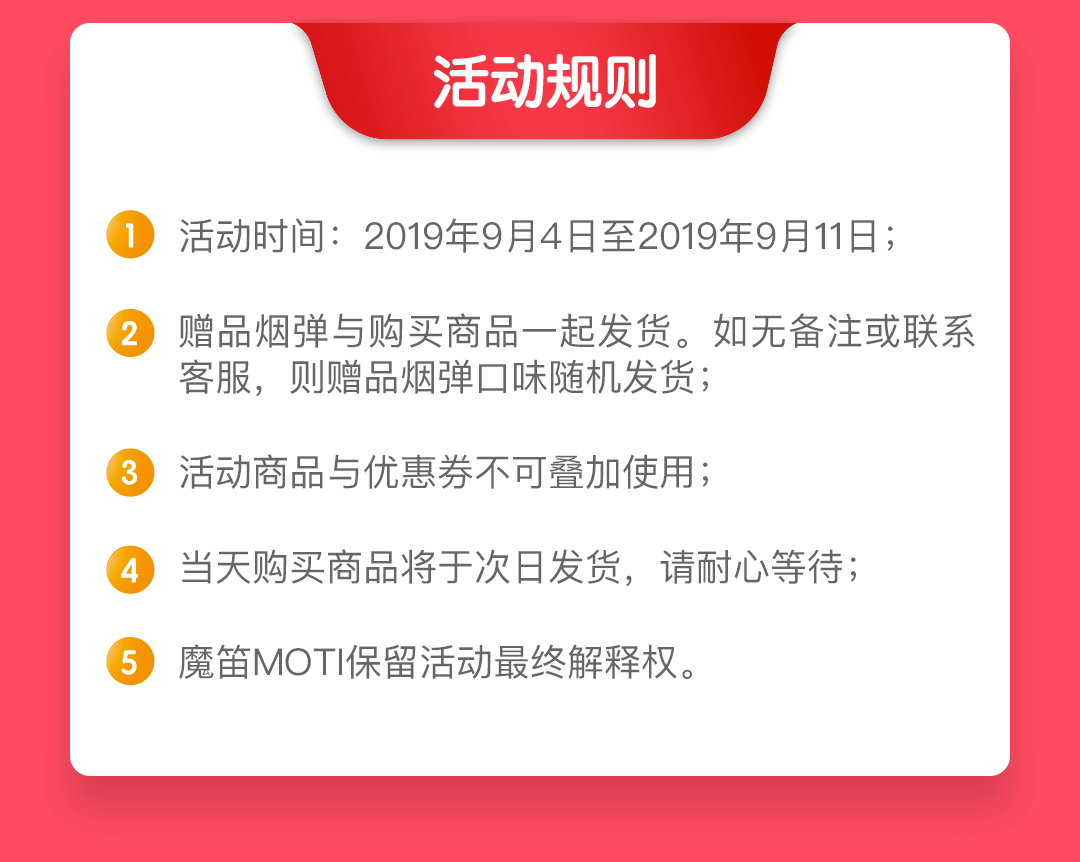 活动规则
1 活动时间：2019年9月4日至2019年9月11日；
2 赠品烟弹与购买商品一起发货。如无备注或联系
客服，则赠品烟弹口味随机发货；
3 活动商品与优惠券不可叠加使用；
4 当天购买商品将于次日发货，请耐心等待；
5 魔笛MOTI保留活动最终解释权。